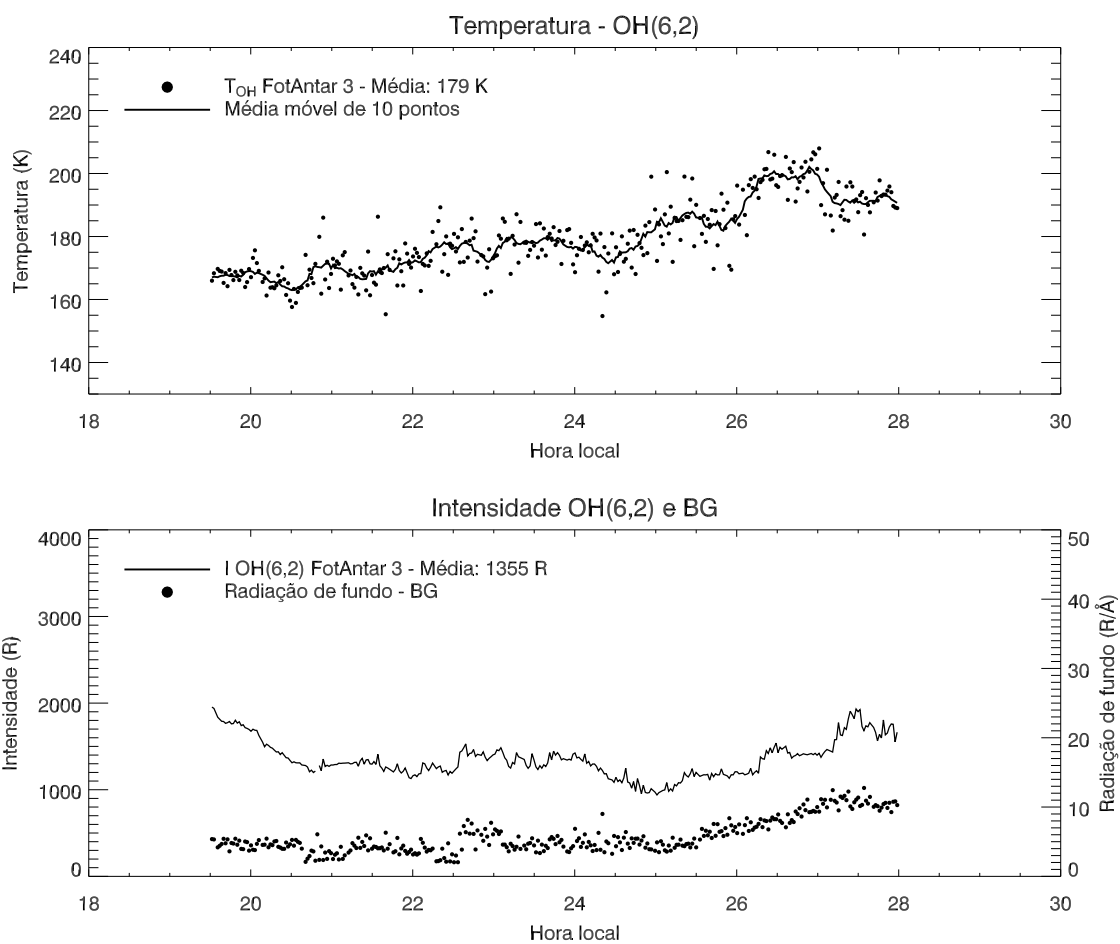 Temperatura - OH(6,2)
240
220
200
180
160
140
Temperatura (K)
T_OH FotAntar 3 - Média: 179 K
Média móvel de 10 pontos
18 20 22 24 26 28 30
Hora local
Intensidade OH(6,2) e BG
4000
3000
2000
1000
0
Intensidade (R)
I OH(6,2) FotAntar 3 - Média: 1355 R
Radiação de fundo - BG
50
40
30
20
10
0
Radiação de fundo (R/Å)
18 20 22 24 26 28 30
Hora local